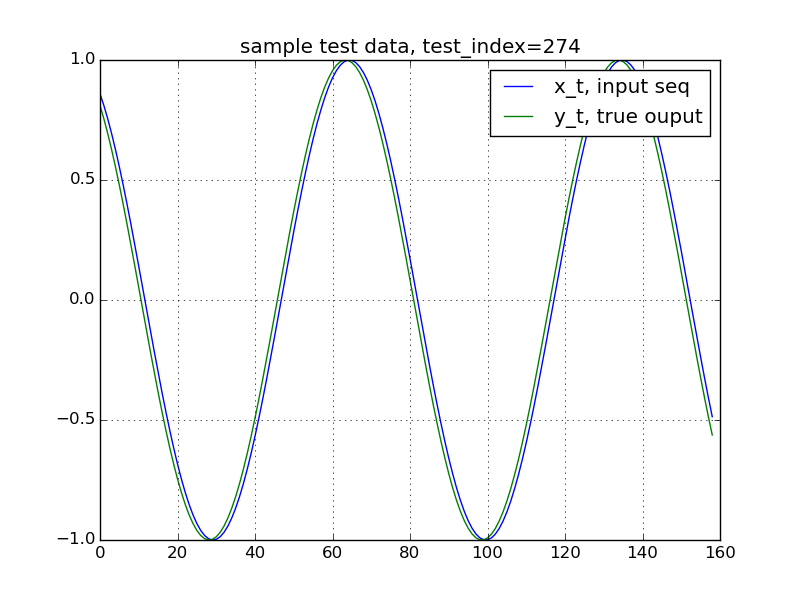 sample test data, test_index=274
x_t, input seq
y_t, true ouput
1.0
0.5
0.0
−0.5
−1.0
0 20 40 60 80 100 120 140 160